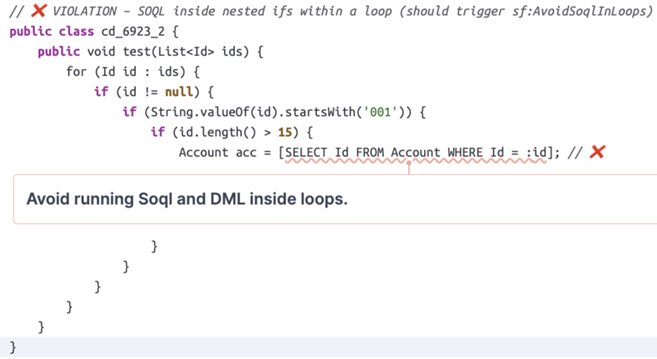 // ❌ VIOLATION – SOQL inside nested ifs within a loop (should trigger sf:AvoidSoqlInLoops)
public class cd_6923_2 {
    public void test(List<Id> ids) {
        for (Id id : ids) {
            if (id != null) {
                if (String.valueOf(id).startsWith('001')) {
                    if (id.length() > 15) {
                        Account acc = [SELECT Id FROM Account WHERE Id = :id]; // ❌
Avoid running Soql and DML inside loops.
                    }
                }
            }
        }
    }
}